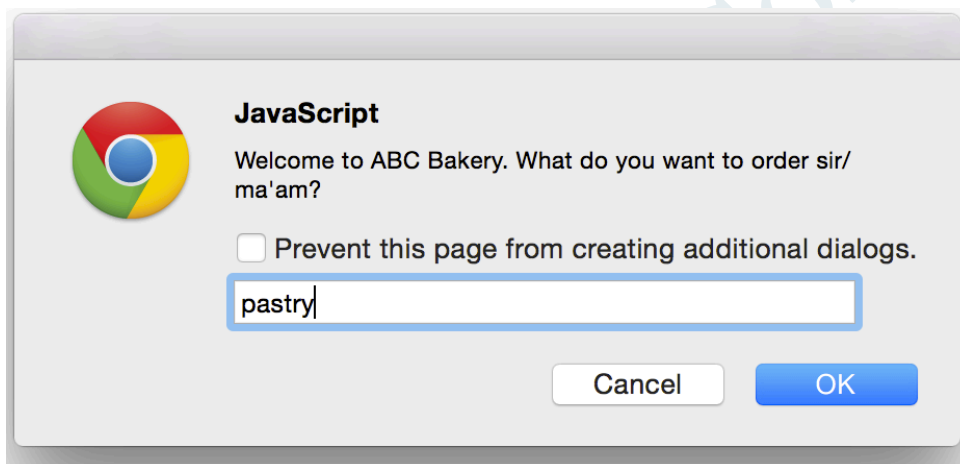 JavaScript
Welcome to ABC Bakery. What do you want to order sir/
ma'am?
Prevent this page from creating additional dialogs.
pastry
Cancel OK